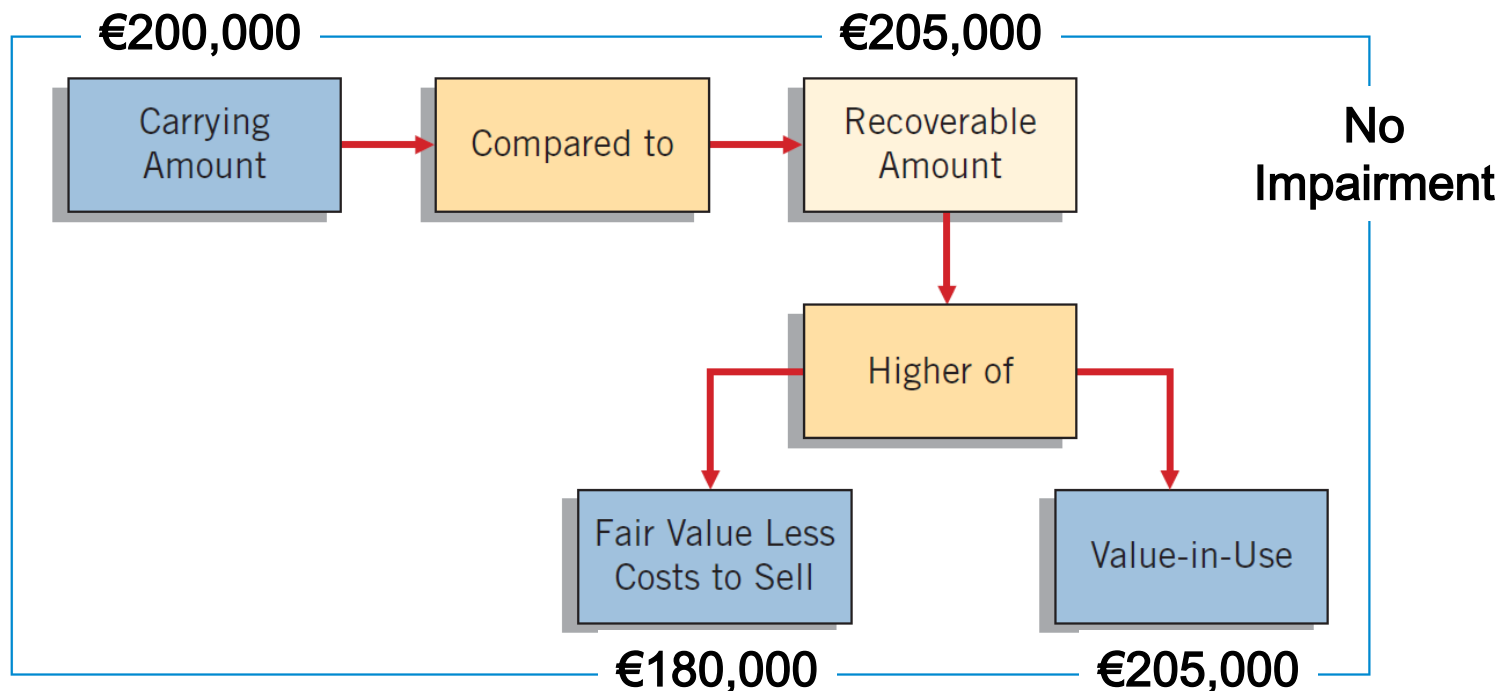 €200,000
€205,000
Carrying
Amount
Compared to
Recoverable
Amount
No
Impairment
Higher of
Fair Value Less
Costs to Sell
Value-in-Use
€180,000
€205,000